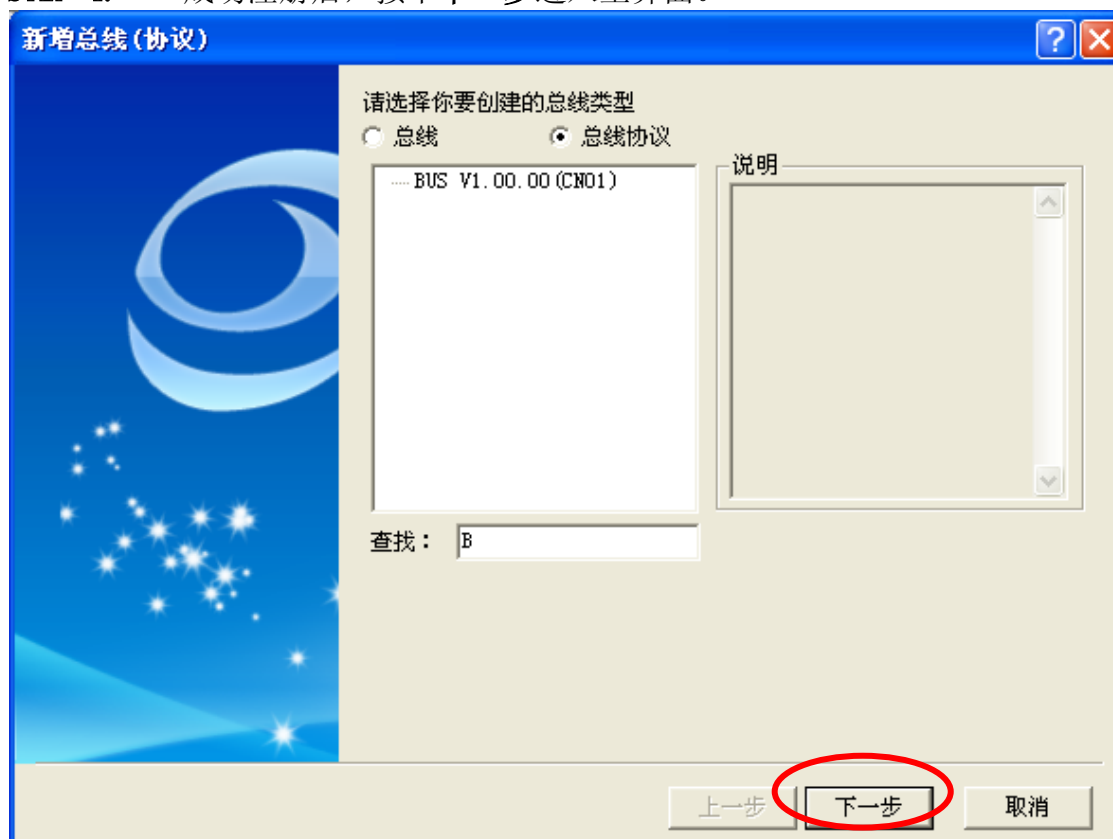 新增总线(协议)
请选择你要创建的总线类型
总线 总线协议
BUS V1.00.00(CN01)
说明
查找： B
上一步 下一步 取消